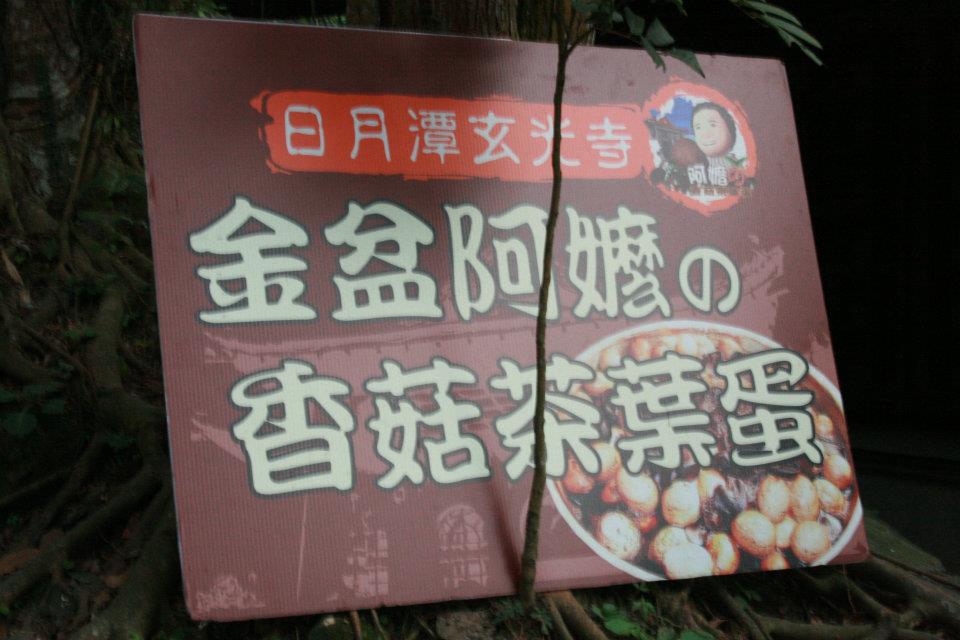 日月潭玄光寺
阿嬤
金盆阿嬤の
香菇茶葉蛋